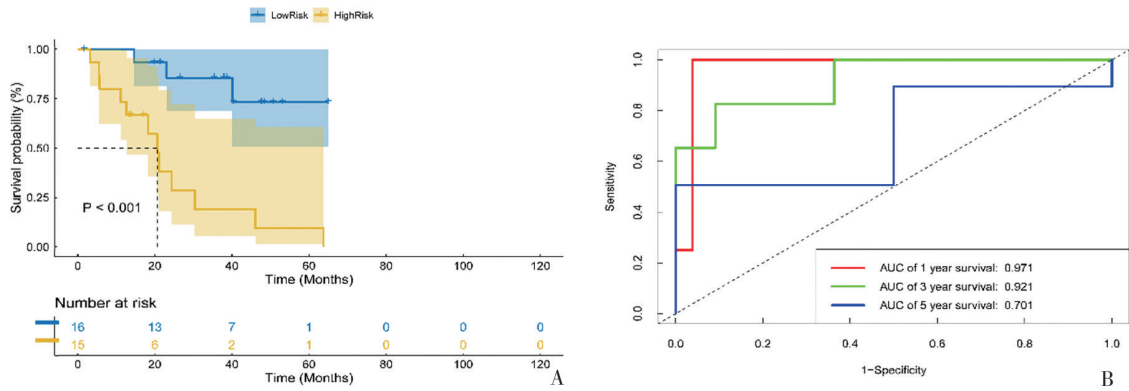 LowRisk HighRisk
Survival probability (%)
1.00
0.75
0.50
0.25
0.00
P < 0.001
0 20 40 60 80 100 120
Time (Months)
Number at risk
16 13 7 1 0 0 0
15 6 2 1 0 0 0
0 20 40 60 80 100 120
Time (Months)
A
Sensitivity
1.0
0.8
0.6
0.4
0.2
0.0
AUC of 1 year survival: 0.971
AUC of 3 year survival: 0.921
AUC of 5 year survival: 0.701
0.0 0.2 0.4 0.6 0.8 1.0
1−Specificity
B